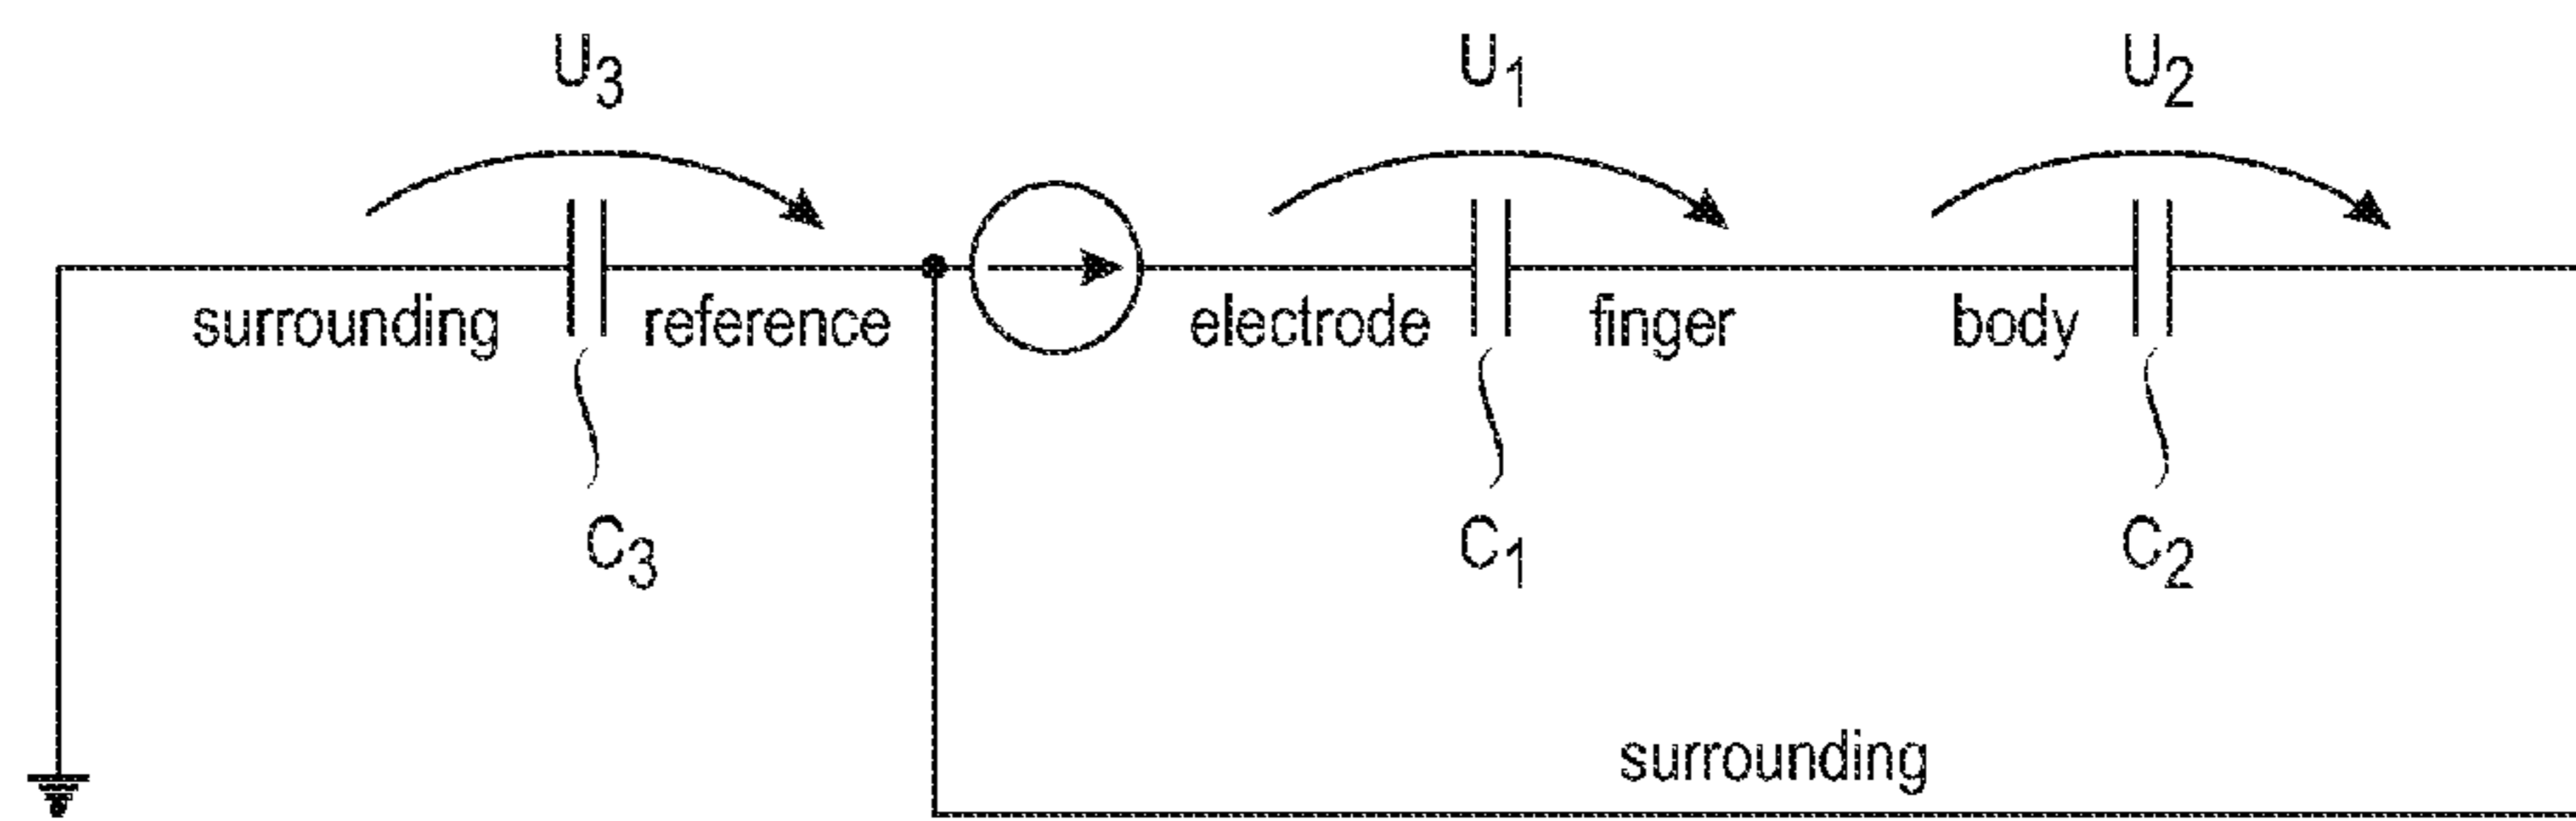 U3 U1 U2
surrounding reference electrode finger body
C3 C1 C2
surrounding